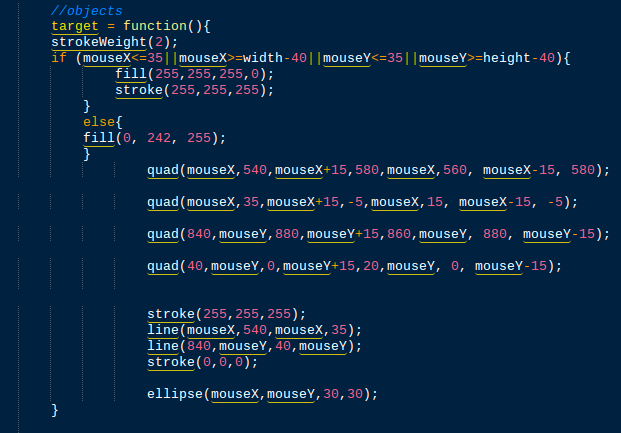 //objects
target = function(){
strokeWeight(2);
if (mouseX<=35||mouseX>=width-40||mouseY<=35||mouseY>=height-40){
fill(255,255,255,0);
stroke(255,255,255);
}
else{
fill(0, 242, 255);
}
quad(mouseX,540,mouseX+15,580,mouseX,560, mouseX-15, 580);
quad(mouseX,35,mouseX+15,-5,mouseX,15, mouseX-15, -5);
quad(840,mouseY,880,mouseY+15,860,mouseY, 880, mouseY-15);
quad(40,mouseY,0,mouseY+15,20,mouseY, 0, mouseY-15);
stroke(255,255,255);
line(mouseX,540,mouseX,35);
line(840,mouseY,40,mouseY);
stroke(0,0,0);
ellipse(mouseX,mouseY,30,30);
}